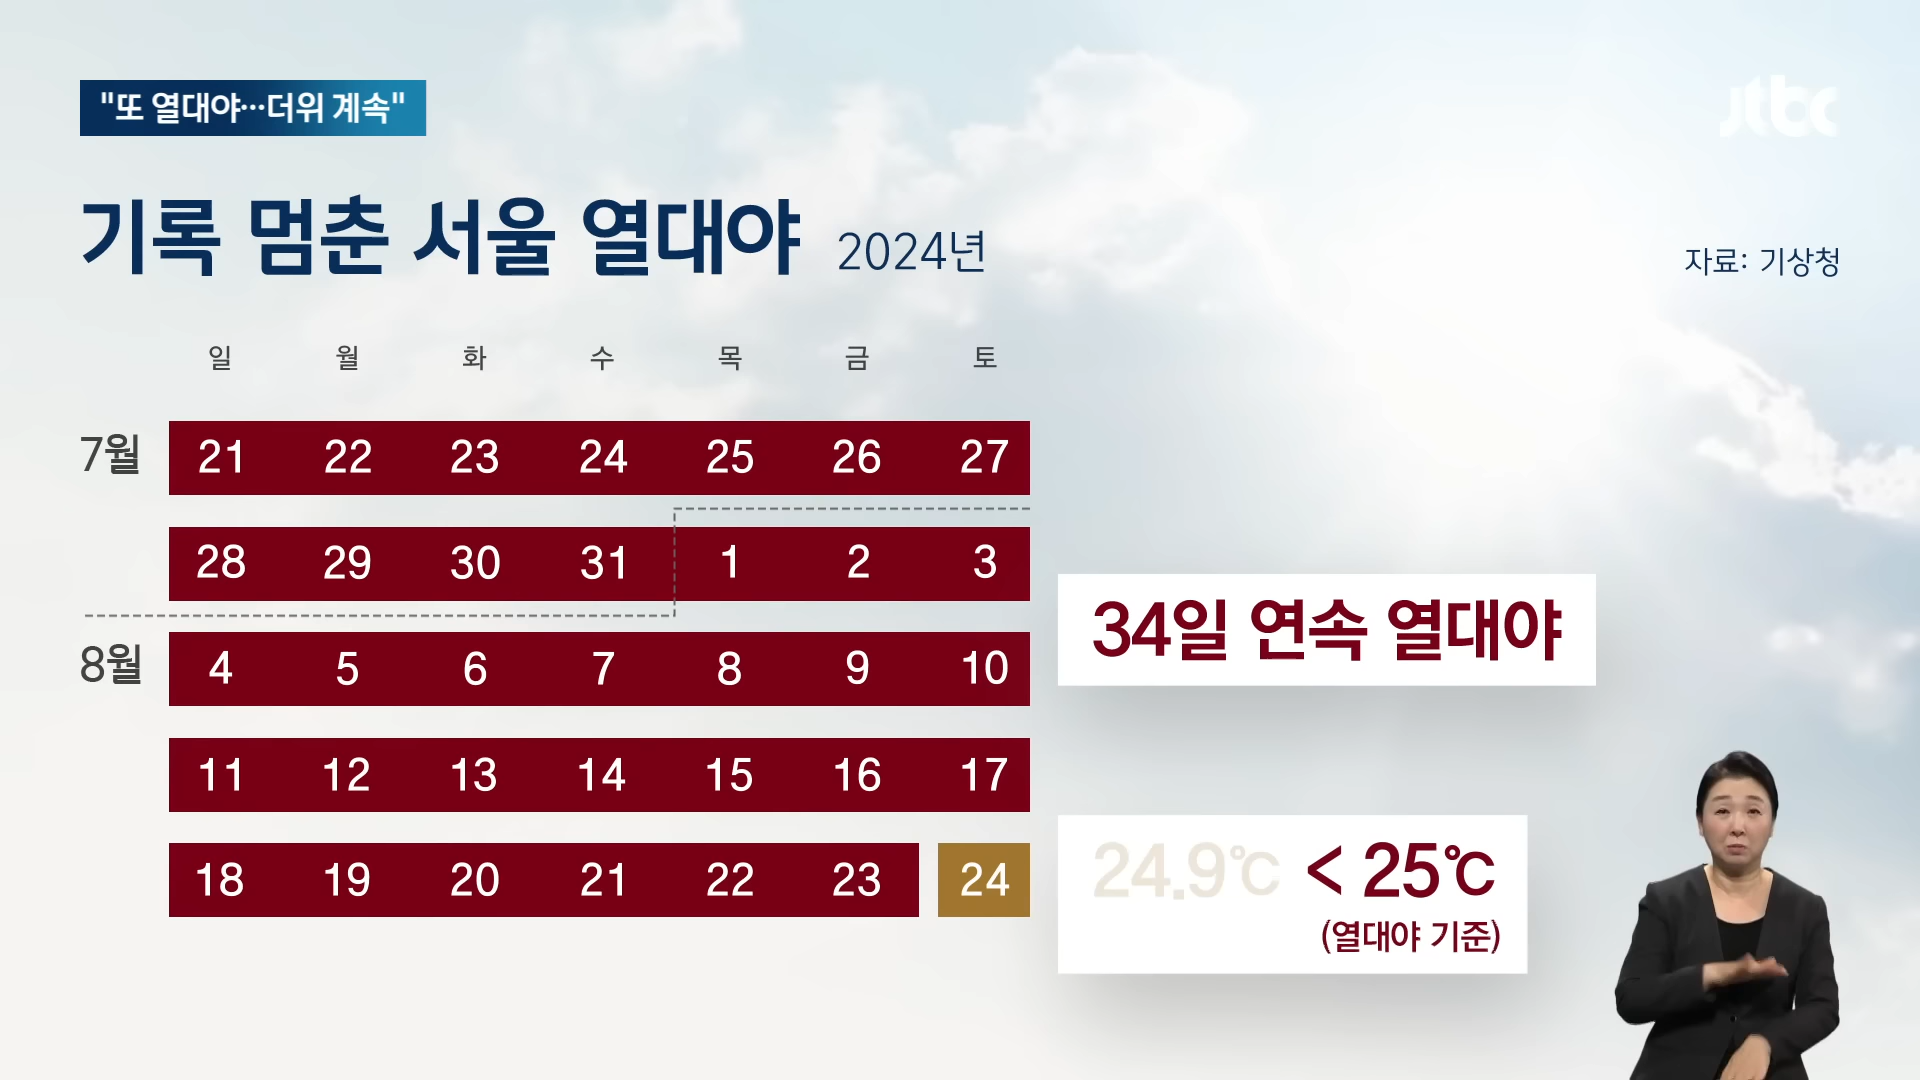 "또 열대야…더위 계속"
jtbc
기록 멈춘 서울 열대야 2024년
자료: 기상청
일 월 화 수 목 금 토
7월 21 22 23 24 25 26 27
28 29 30 31 1 2 3
8월 4 5 6 7 8 9 10
11 12 13 14 15 16 17
18 19 20 21 22 23 24
34일 연속 열대야
24.9℃ < 25℃
(열대야 기준)